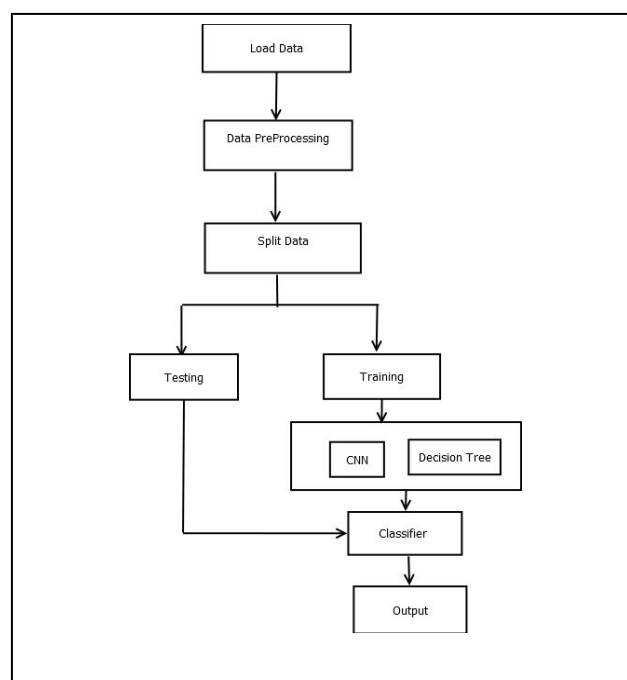 Load Data
Data PreProcessing
Split Data
Testing
Training
CNN
Decision Tree
Classifier
Output